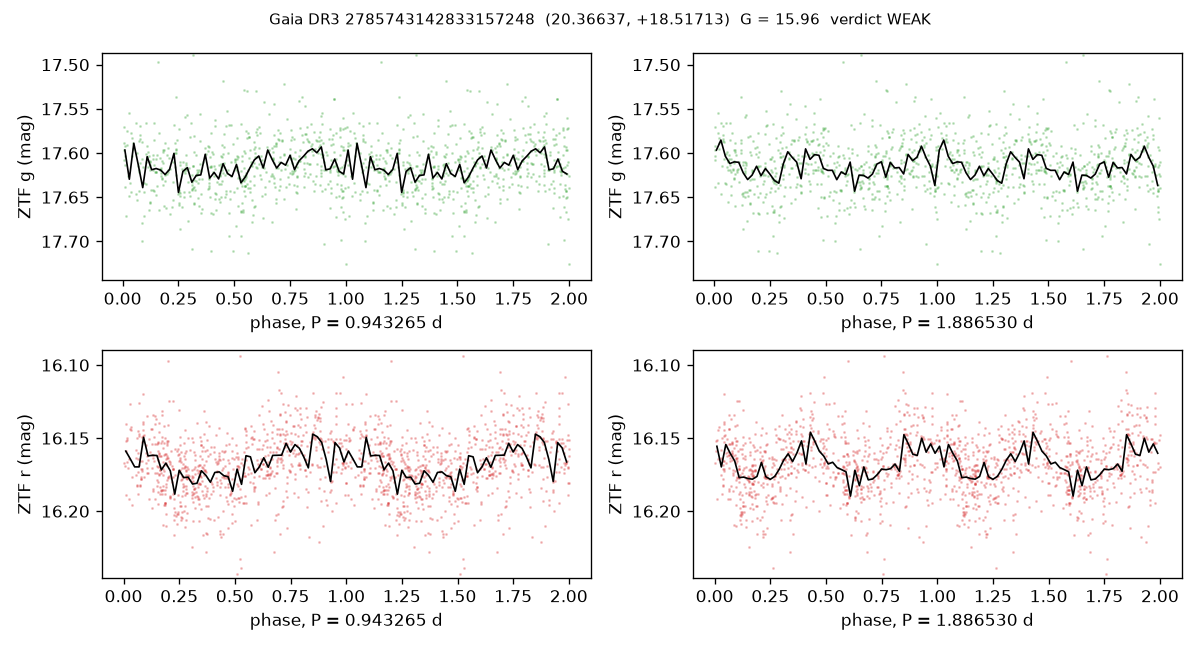 Gaia DR3 2785743142833157248 (20.36637, +18.51713) G = 15.96 verdict WEAK
ZTF g (mag)
17.50
17.55
17.60
17.65
17.70
0.00 0.25 0.50 0.75 1.00 1.25 1.50 1.75 2.00
phase, P = 0.943265 d
ZTF g (mag)
17.50
17.55
17.60
17.65
17.70
0.00 0.25 0.50 0.75 1.00 1.25 1.50 1.75 2.00
phase, P = 1.886530 d
ZTF r (mag)
16.10
16.15
16.20
0.00 0.25 0.50 0.75 1.00 1.25 1.50 1.75 2.00
phase, P = 0.943265 d
ZTF r (mag)
16.10
16.15
16.20
0.00 0.25 0.50 0.75 1.00 1.25 1.50 1.75 2.00
phase, P = 1.886530 d